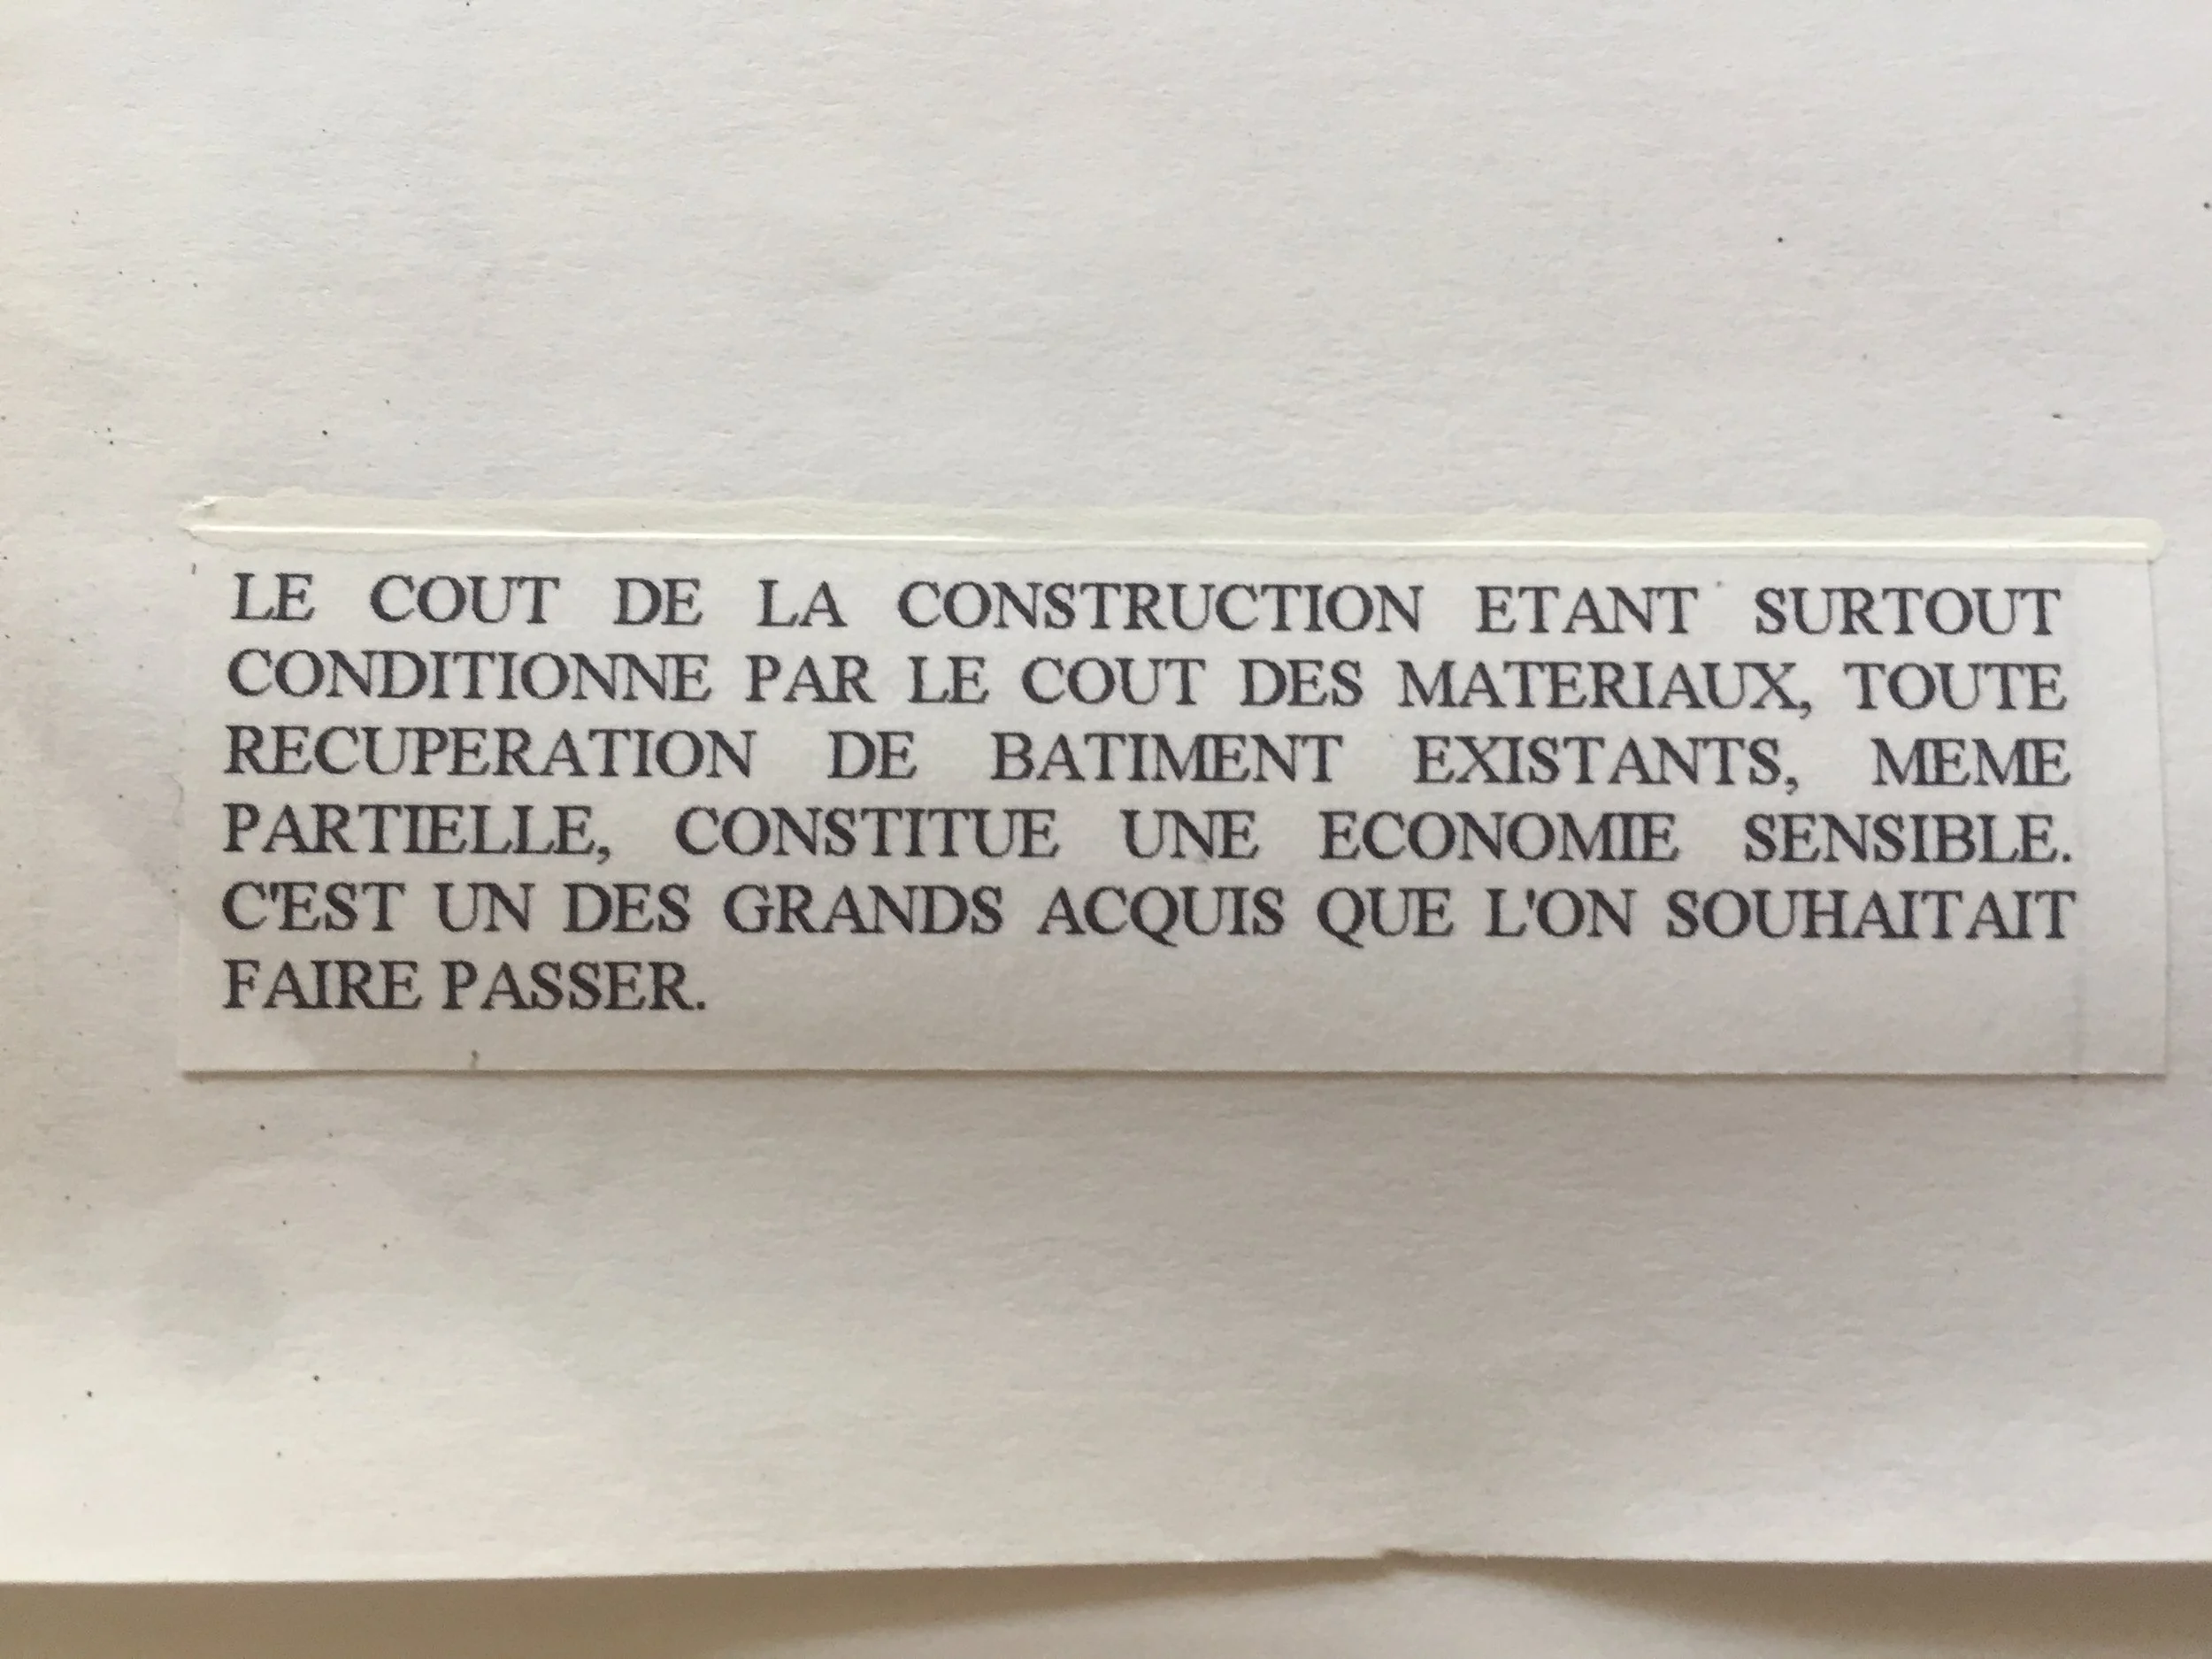 LE COUT DE LA CONSTRUCTION ETANT SURTOUT
CONDITIONNE PAR LE COUT DES MATERIAUX, TOUTE
RECUPERATION DE BATIMENT EXISTANTS, MEME
PARTIELLE, CONSTITUE UNE ECONOMIE SENSIBLE.
C'EST UN DES GRANDS ACQUIS QUE L'ON SOUHAITAIT
FAIRE PASSER.